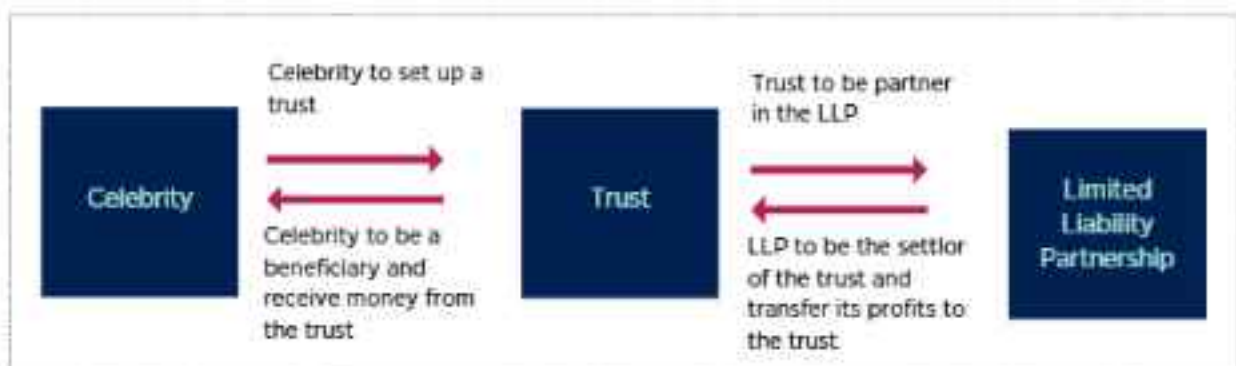 Celebrity to set up a
trust
Trust to be partner
in the LLP
Celebrity
Trust
Limited
Liability
Partnership
Celebrity to be a
beneficiary and
receive money from
the trust
LLP to be the settlor
of the trust and
transfer its profits to
the trust